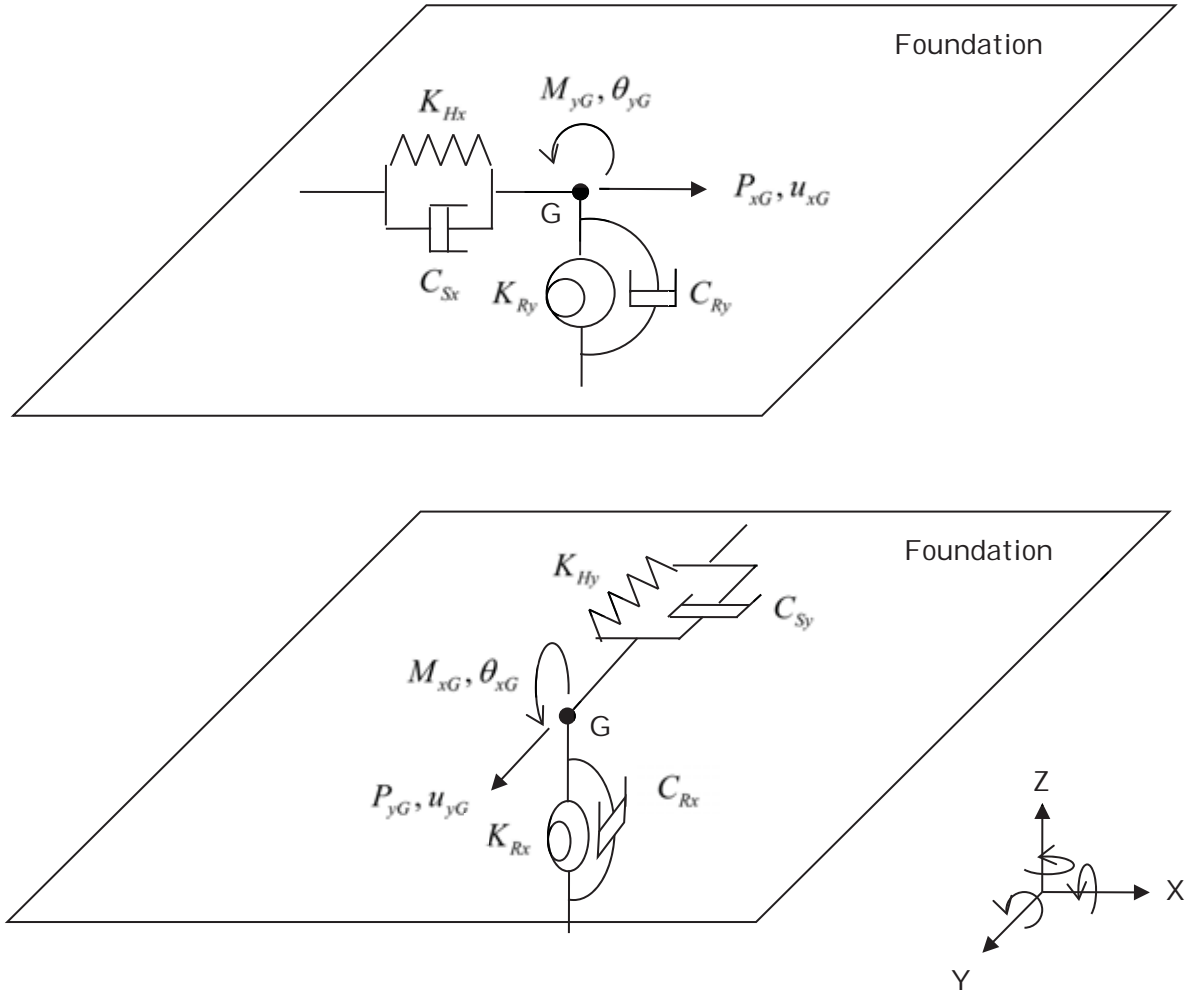 Foundation
M_{yG}, θ_{yG}
K_{Hx}
P_{xG}, u_{xG}
G
C_{Sx}
K_{Ry}
C_{Ry}
Foundation
K_{Hy}
C_{Sy}
M_{xG}, θ_{xG}
G
C_{Rx}
P_{yG}, u_{yG}
K_{Rx}
Z
X
Y